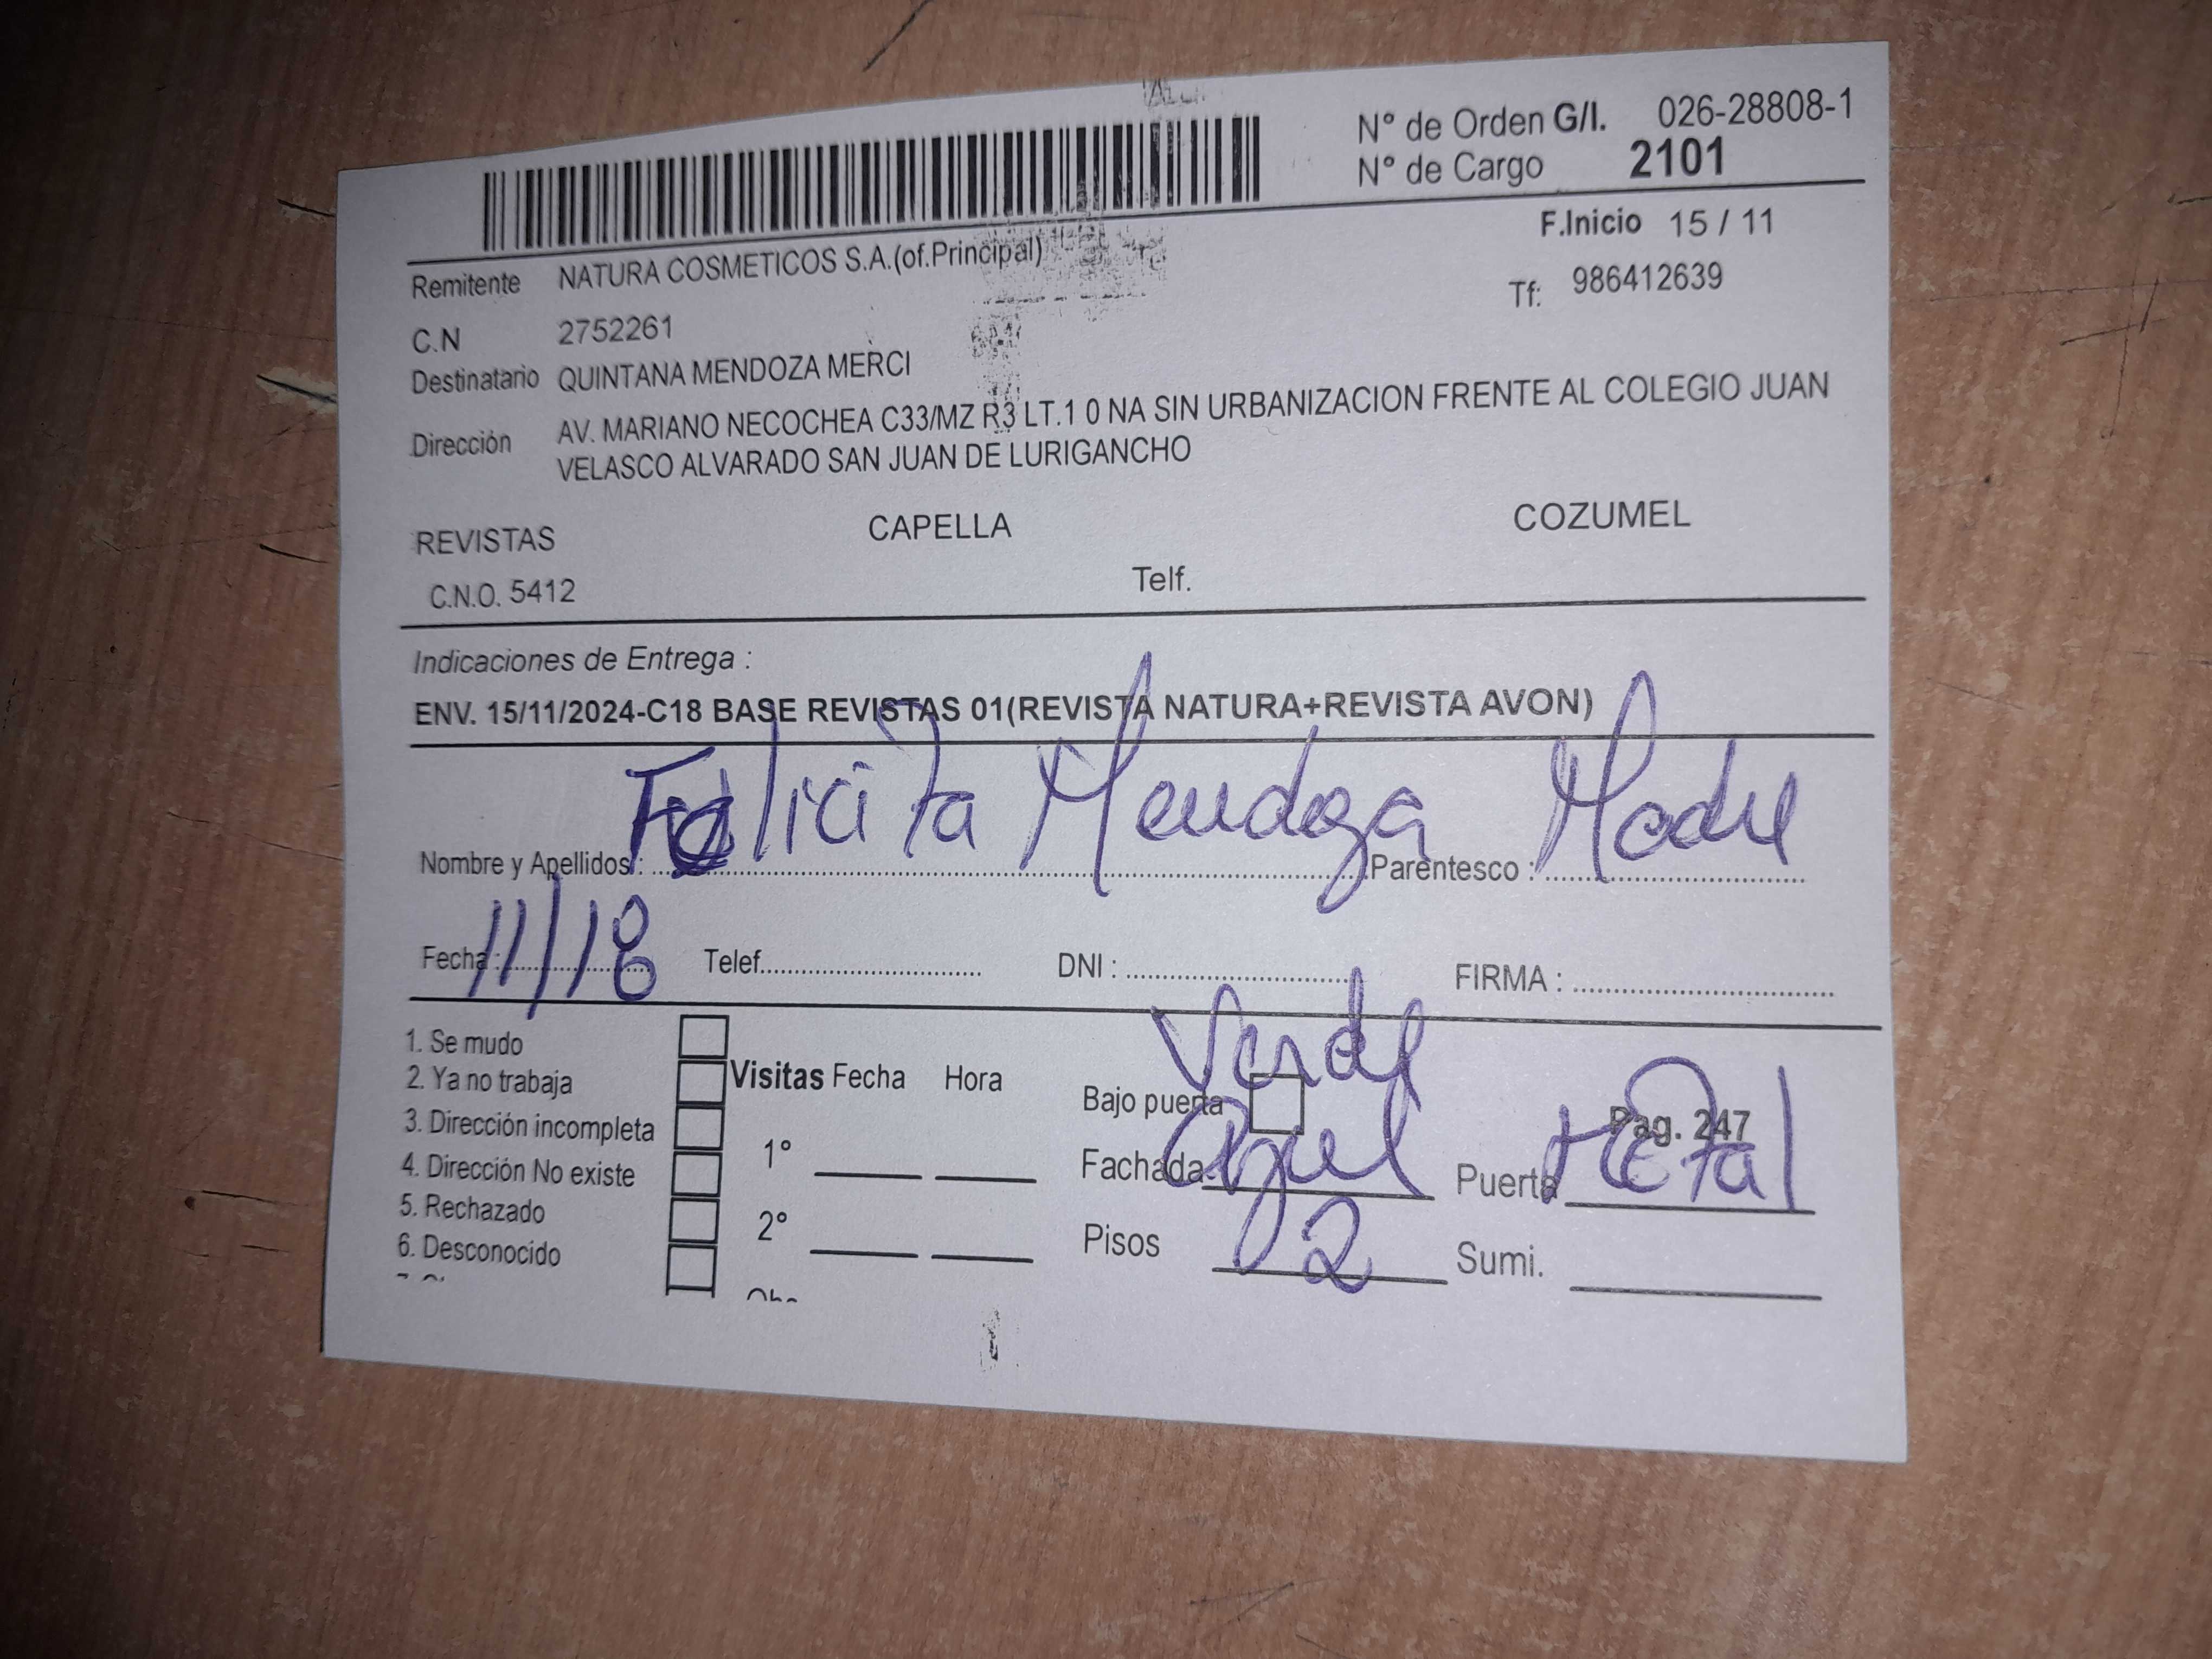 N° de Orden G/I. 026-28808-1
N° de Cargo 2101
F.Inicio 15 / 11
Remitente NATURA COSMETICOS S.A.(of.Principal)
Tf: 986412639
C.N 2752261
Destinatario QUINTANA MENDOZA MERCI
Dirección AV. MARIANO NECOCHEA C33/MZ R3 LT.1 0 NA SIN URBANIZACION FRENTE AL COLEGIO JUAN
VELASCO ALVARADO SAN JUAN DE LURIGANCHO
REVISTAS CAPELLA COZUMEL
C.N.O. 5412 Telf.
Indicaciones de Entrega :
ENV. 15/11/2024-C18 BASE REVISTAS 01(REVISTA NATURA+REVISTA AVON)
Nombre y Apellidos : Felicita Mendoza Parentesco : Madre
Fecha : 11/18 Telef. DNI : FIRMA :
1. Se mudo
2. Ya no trabaja
3. Dirección incompleta
4. Dirección No existe
5. Rechazado
6. Desconocido
Visitas Fecha Hora
1°
2°
Verde
Bajo puerta
Pag. 247
Fachada Azul Puerta Metal
Pisos 2 Sumi.